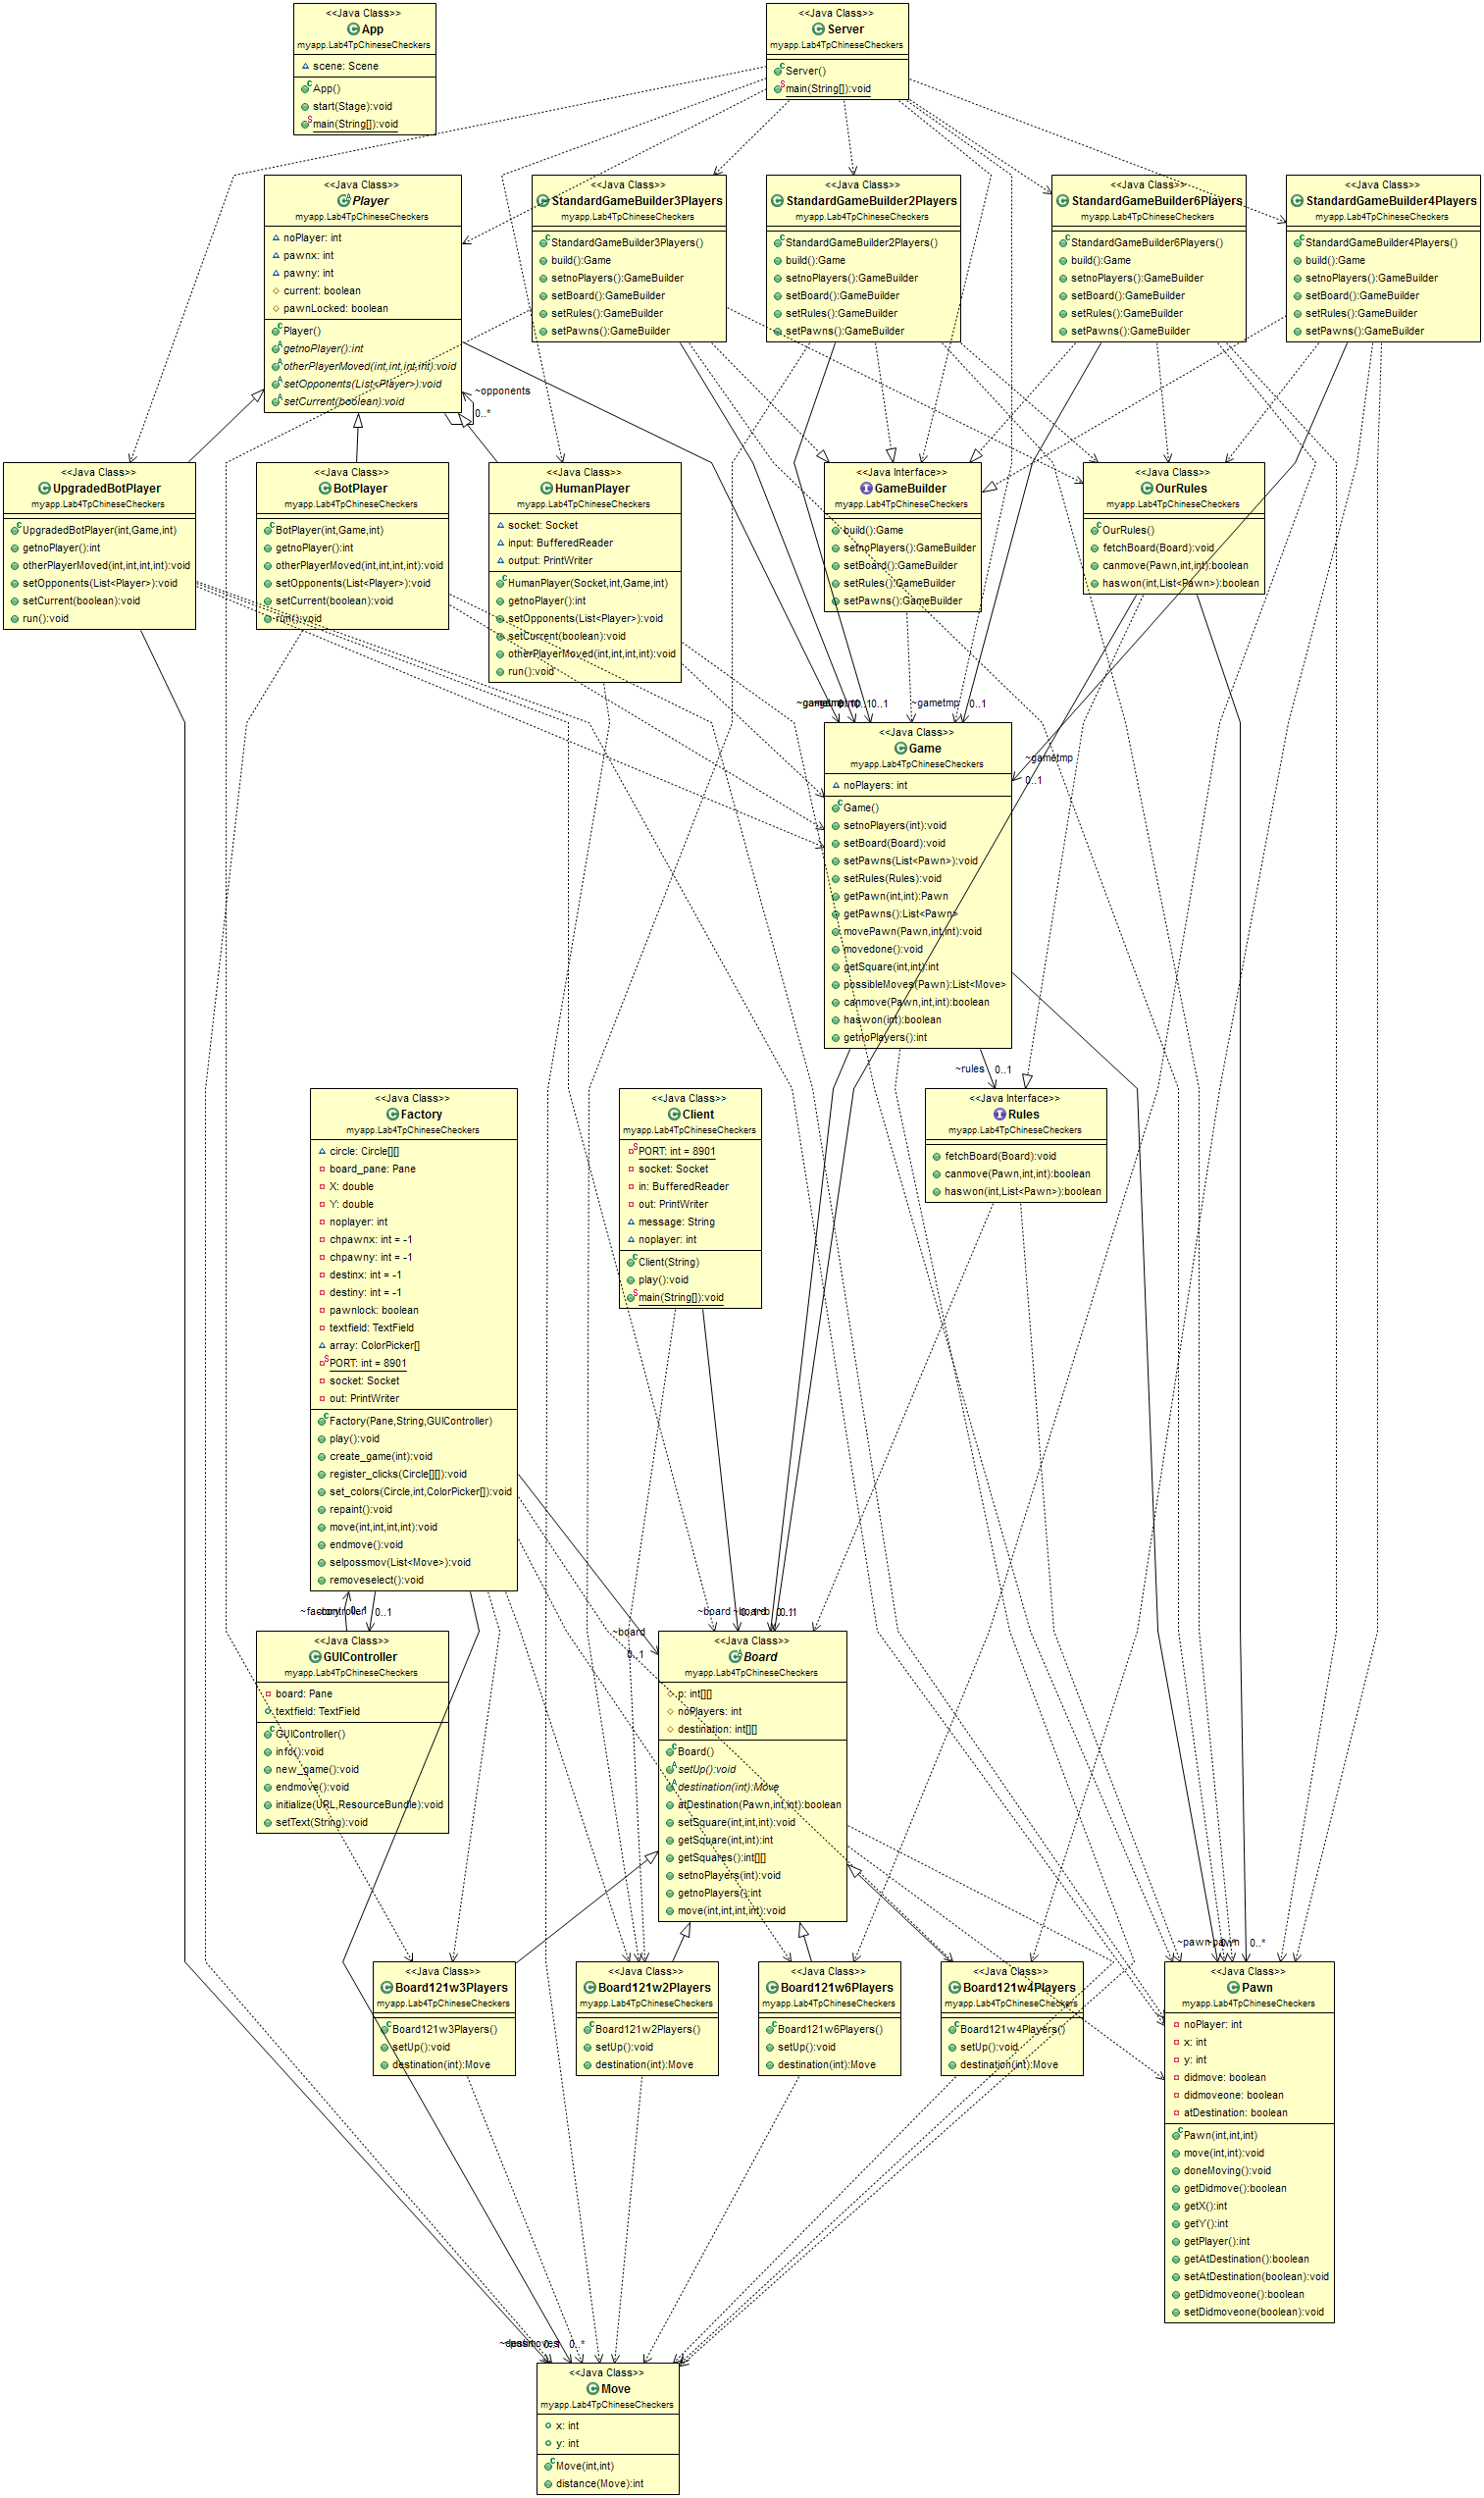 <<Java Class>>
App
myapp.Lab4TpChineseCheckers
scene: Scene
App()
start(Stage):void
main(String[]):void
<<Java Class>>
Server
myapp.Lab4TpChineseCheckers
Server()
main(String[]):void
<<Java Class>>
Player
myapp.Lab4TpChineseCheckers
noPlayer: int
pawnx: int
pawny: int
current: boolean
pawnLocked: boolean
Player()
getnoPlayer():int
otherPlayerMoved(int,int,int,int):void
setOpponents(List<Player>):void
setCurrent(boolean):void
~opponents
0..*
<<Java Class>>
StandardGameBuilder3Players
myapp.Lab4TpChineseCheckers
StandardGameBuilder3Players()
build():Game
setnoPlayers():GameBuilder
setBoard():GameBuilder
setRules():GameBuilder
setPawns():GameBuilder
<<Java Class>>
StandardGameBuilder2Players
myapp.Lab4TpChineseCheckers
StandardGameBuilder2Players()
build():Game
setnoPlayers():GameBuilder
setBoard():GameBuilder
setRules():GameBuilder
setPawns():GameBuilder
<<Java Class>>
StandardGameBuilder6Players
myapp.Lab4TpChineseCheckers
StandardGameBuilder6Players()
build():Game
setnoPlayers():GameBuilder
setBoard():GameBuilder
setRules():GameBuilder
setPawns():GameBuilder
<<Java Class>>
StandardGameBuilder4Players
myapp.Lab4TpChineseCheckers
StandardGameBuilder4Players()
build():Game
setnoPlayers():GameBuilder
setBoard():GameBuilder
setRules():GameBuilder
setPawns():GameBuilder
<<Java Class>>
UpgradedBotPlayer
myapp.Lab4TpChineseCheckers
UpgradedBotPlayer(int,Game,int)
getnoPlayer():int
otherPlayerMoved(int,int,int,int):void
setOpponents(List<Player>):void
setCurrent(boolean):void
run():void
<<Java Class>>
BotPlayer
myapp.Lab4TpChineseCheckers
BotPlayer(int,Game,int)
getnoPlayer():int
otherPlayerMoved(int,int,int,int):void
setOpponents(List<Player>):void
setCurrent(boolean):void
run():void
<<Java Class>>
HumanPlayer
myapp.Lab4TpChineseCheckers
socket: Socket
input: BufferedReader
output: PrintWriter
HumanPlayer(Socket,int,Game,int)
getnoPlayer():int
setOpponents(List<Player>):void
setCurrent(boolean):void
otherPlayerMoved(int,int,int,int):void
run():void
<<Java Interface>>
GameBuilder
myapp.Lab4TpChineseCheckers
build():Game
setnoPlayers():GameBuilder
setBoard():GameBuilder
setRules():GameBuilder
setPawns():GameBuilder
<<Java Class>>
OurRules
myapp.Lab4TpChineseCheckers
OurRules()
fetchBoard(Board):void
canmove(Pawn,int,int):boolean
haswon(int,List<Pawn>):boolean
0..1
~gametmp
0..1
~gametmp
0..1
<<Java Class>>
Game
myapp.Lab4TpChineseCheckers
noPlayers: int
Game()
setnoPlayers(int):void
setBoard(Board):void
setPawns(List<Pawn>):void
setRules(Rules):void
getPawn(int,int):Pawn
getPawns():List<Pawn>
movePawn(Pawn,int,int):void
movedone():void
getSquare(int,int):int
possibleMoves(Pawn):List<Move>
canmove(Pawn,int,int):boolean
haswon(int):boolean
getnoPlayers():int
~rules
0..1
<<Java Class>>
Factory
myapp.Lab4TpChineseCheckers
circle: Circle[][]
board_pane: Pane
X: double
Y: double
noplayer: int
chpawnx: int = -1
chpawny: int = -1
destinx: int = -1
destiny: int = -1
pawnlock: boolean
textfield: TextField
array: ColorPicker[]
PORT: int = 8901
socket: Socket
out: PrintWriter
Factory(Pane,String,GUIController)
play():void
create_game(int):void
register_clicks(Circle[][]):void
set_colors(Circle,int,ColorPicker[]):void
repaint():void
move(int,int,int,int):void
endmove():void
selpossmov(List<Move>):void
removeselect():void
<<Java Class>>
Client
myapp.Lab4TpChineseCheckers
PORT: int = 8901
socket: Socket
in: BufferedReader
out: PrintWriter
message: String
noplayer: int
Client(String)
play():void
main(String[]):void
<<Java Interface>>
Rules
myapp.Lab4TpChineseCheckers
fetchBoard(Board):void
canmove(Pawn,int,int):boolean
haswon(int,List<Pawn>):boolean
0..1
~board
~board
0..1
<<Java Class>>
GUIController
myapp.Lab4TpChineseCheckers
board: Pane
textfield: TextField
GUIController()
info():void
new_game():void
endmove():void
initialize(URL,ResourceBundle):void
setText(String):void
<<Java Class>>
Board
myapp.Lab4TpChineseCheckers
p: int[][]
noPlayers: int
destination: int[][]
Board()
setUp():void
destination(int):Move
atDestination(Pawn,int,int):boolean
setSquare(int,int,int):void
getSquare(int,int):int
getSquares():int[][]
setnoPlayers(int):void
getnoPlayers():int
move(int,int,int,int):void
~pawn
0..*
<<Java Class>>
Board121w3Players
myapp.Lab4TpChineseCheckers
Board121w3Players()
setUp():void
destination(int):Move
<<Java Class>>
Board121w2Players
myapp.Lab4TpChineseCheckers
Board121w2Players()
setUp():void
destination(int):Move
<<Java Class>>
Board121w6Players
myapp.Lab4TpChineseCheckers
Board121w6Players()
setUp():void
destination(int):Move
<<Java Class>>
Board121w4Players
myapp.Lab4TpChineseCheckers
Board121w4Players()
setUp():void
destination(int):Move
<<Java Class>>
Pawn
myapp.Lab4TpChineseCheckers
noPlayer: int
x: int
y: int
didmove: boolean
didmoveone: boolean
atDestination: boolean
Pawn(int,int,int)
move(int,int):void
doneMoving():void
getDidmove():boolean
getX():int
getY():int
getPlayer():int
getAtDestination():boolean
setAtDestination(boolean):void
getDidmoveone():boolean
setDidmoveone(boolean):void
0..*
<<Java Class>>
Move
myapp.Lab4TpChineseCheckers
x: int
y: int
Move(int,int)
distance(Move):int